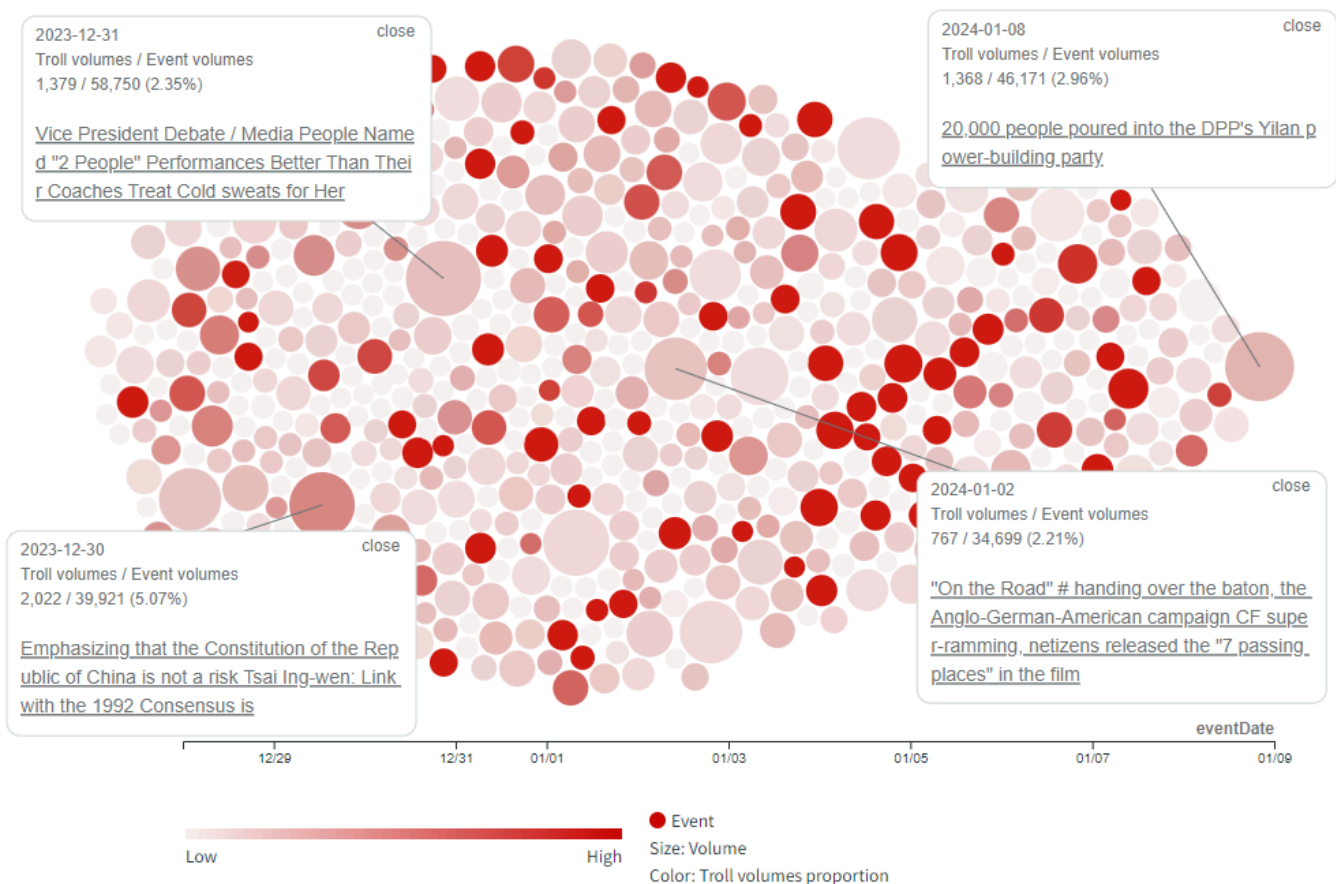 2023-12-31
close
Troll volumes / Event volumes
1,379 / 58,750 (2.35%)
Vice President Debate / Media People Name
d "2 People" Performances Better Than Thei
r Coaches Treat Cold sweats for Her
2024-01-08
close
Troll volumes / Event volumes
1,368 / 46,171 (2.96%)
20,000 people poured into the DPP's Yilan p
ower-building party
2023-12-30
close
Troll volumes / Event volumes
2,022 / 39,921 (5.07%)
Emphasizing that the Constitution of the Rep
ublic of China is not a risk Tsai Ing-wen: Link
with the 1992 Consensus is
2024-01-02
close
Troll volumes / Event volumes
767 / 34,699 (2.21%)
"On the Road" # handing over the baton, the
Anglo-German-American campaign CF supe
r-ramming, netizens released the "7 passing
places" in the film
eventDate
12/29 12/31 01/01 01/03 01/05 01/07 01/09
Low High
Event
Size: Volume
Color: Troll volumes proportion